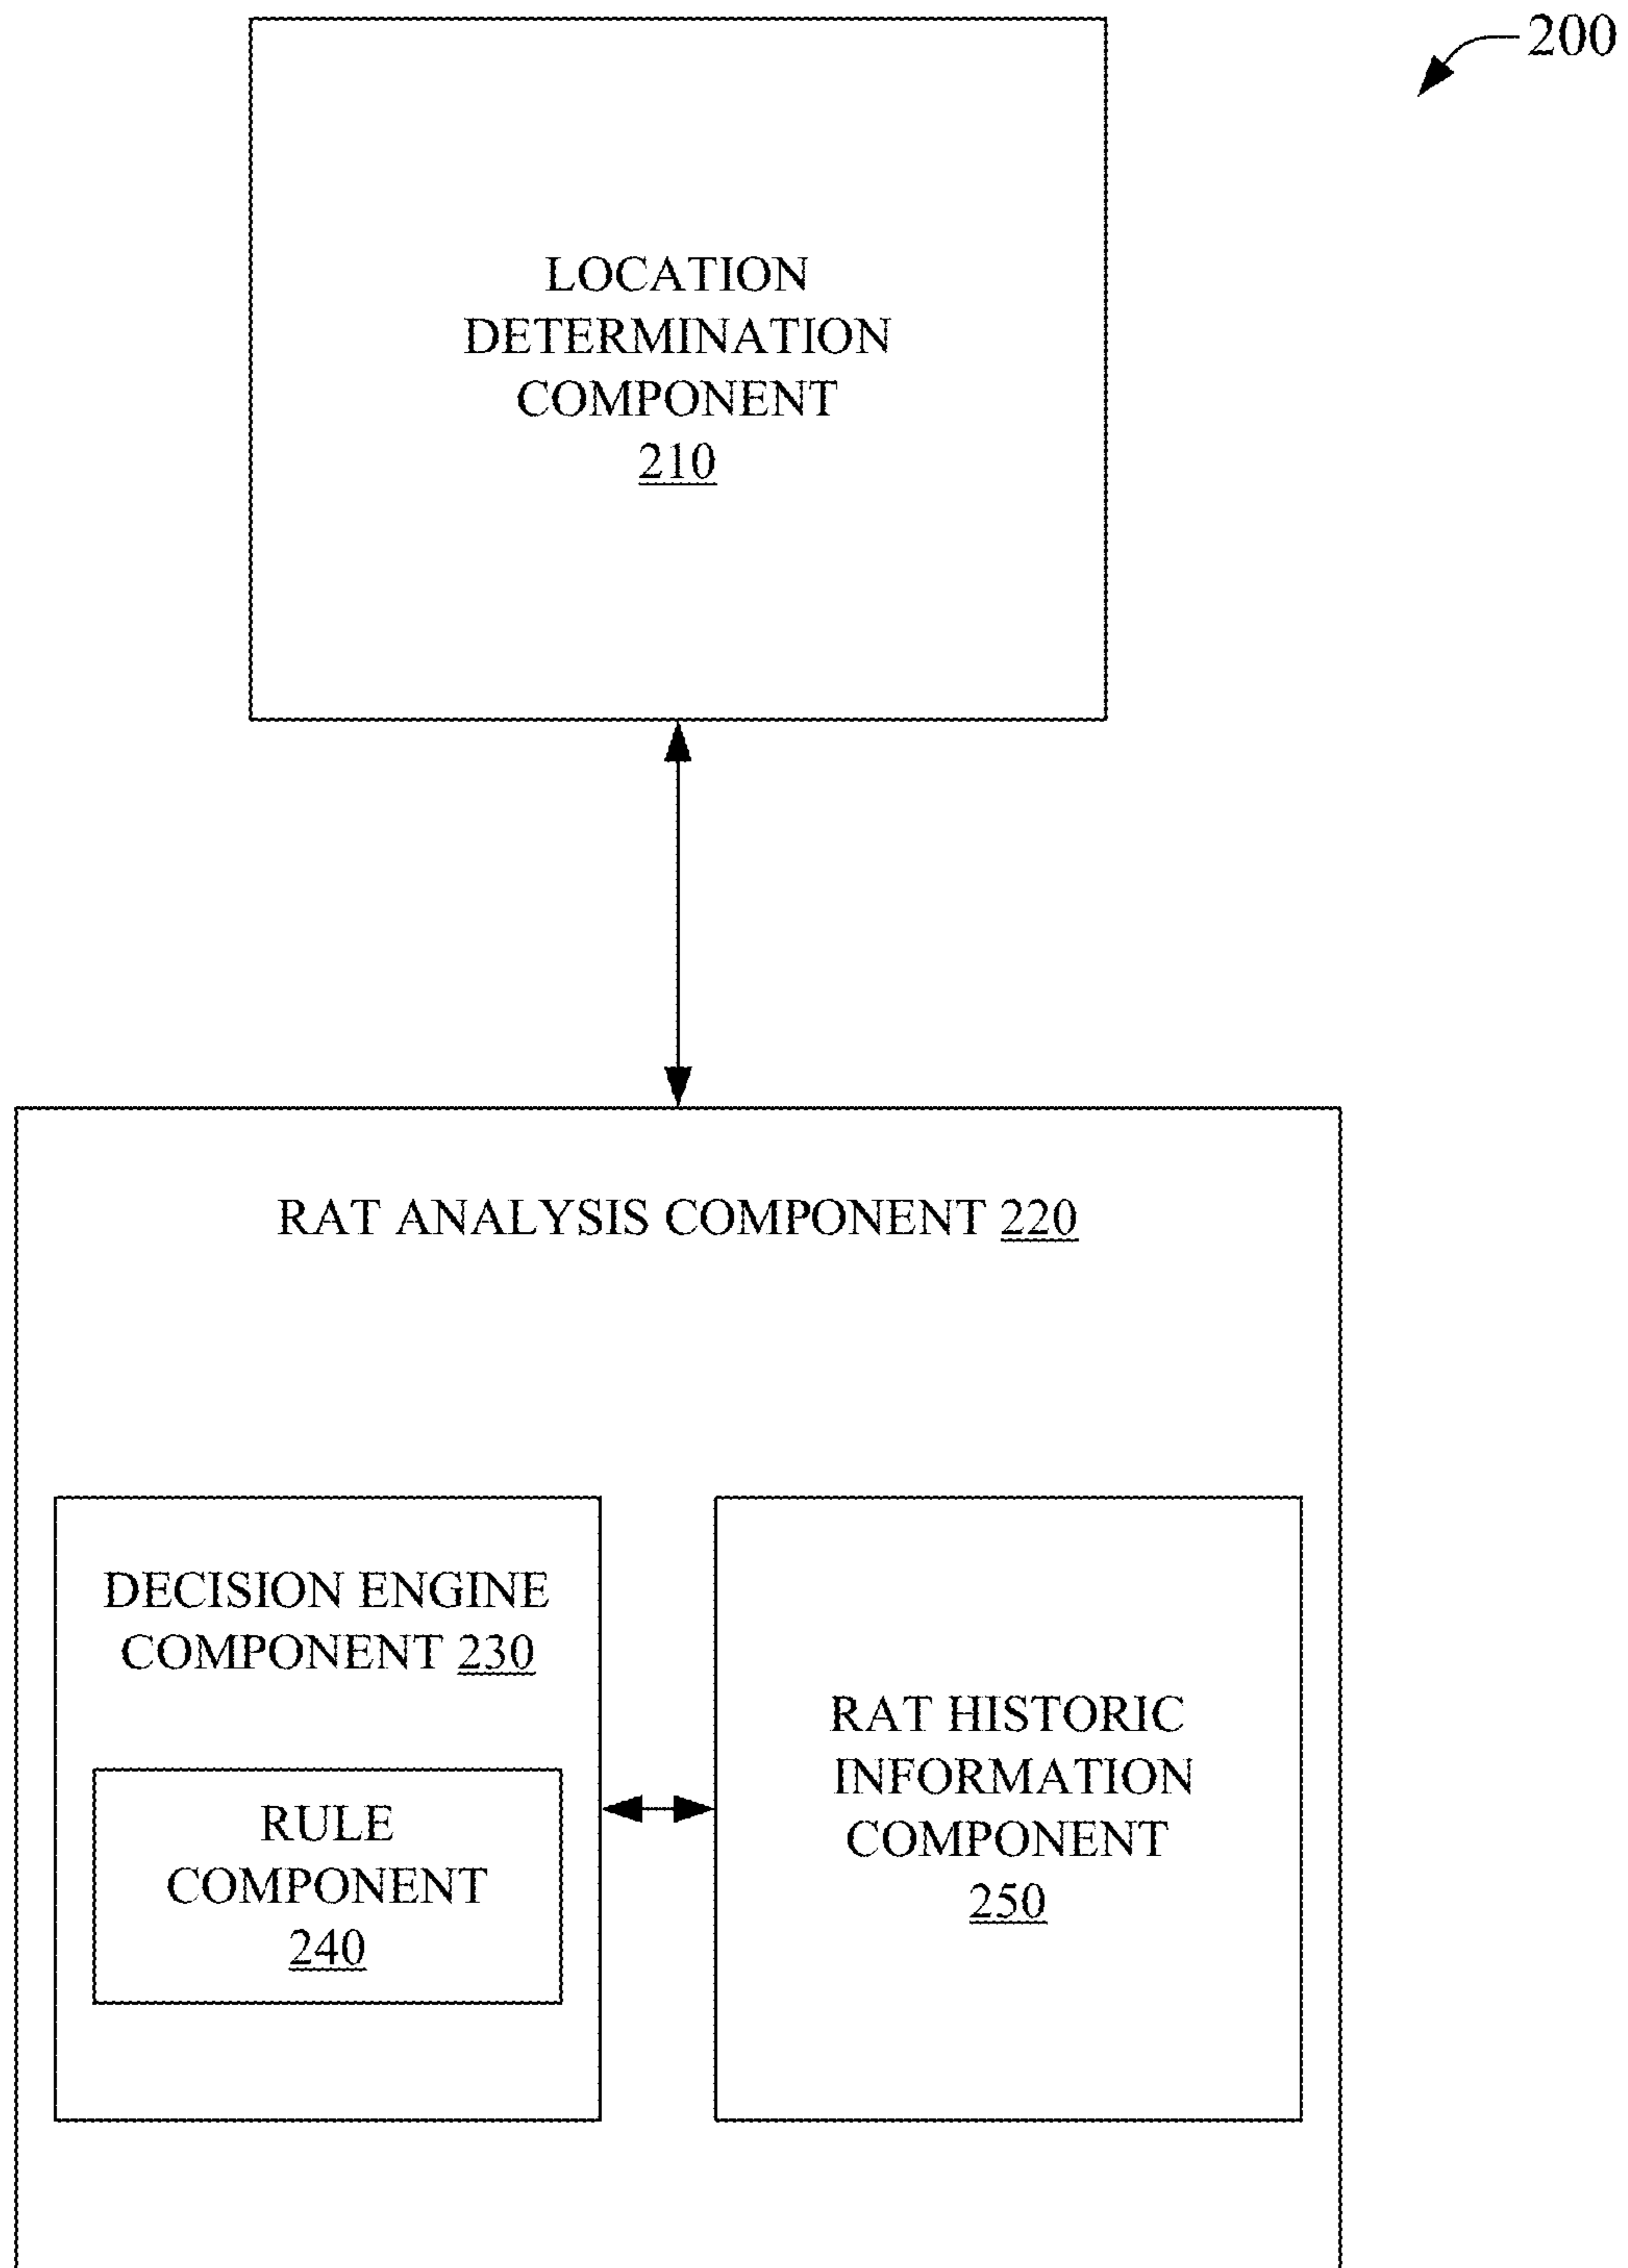 200
LOCATION
DETERMINATION
COMPONENT
210
RAT ANALYSIS COMPONENT 220
DECISION ENGINE
COMPONENT 230
RULE
COMPONENT
240
RAT HISTORIC
INFORMATION
COMPONENT
250